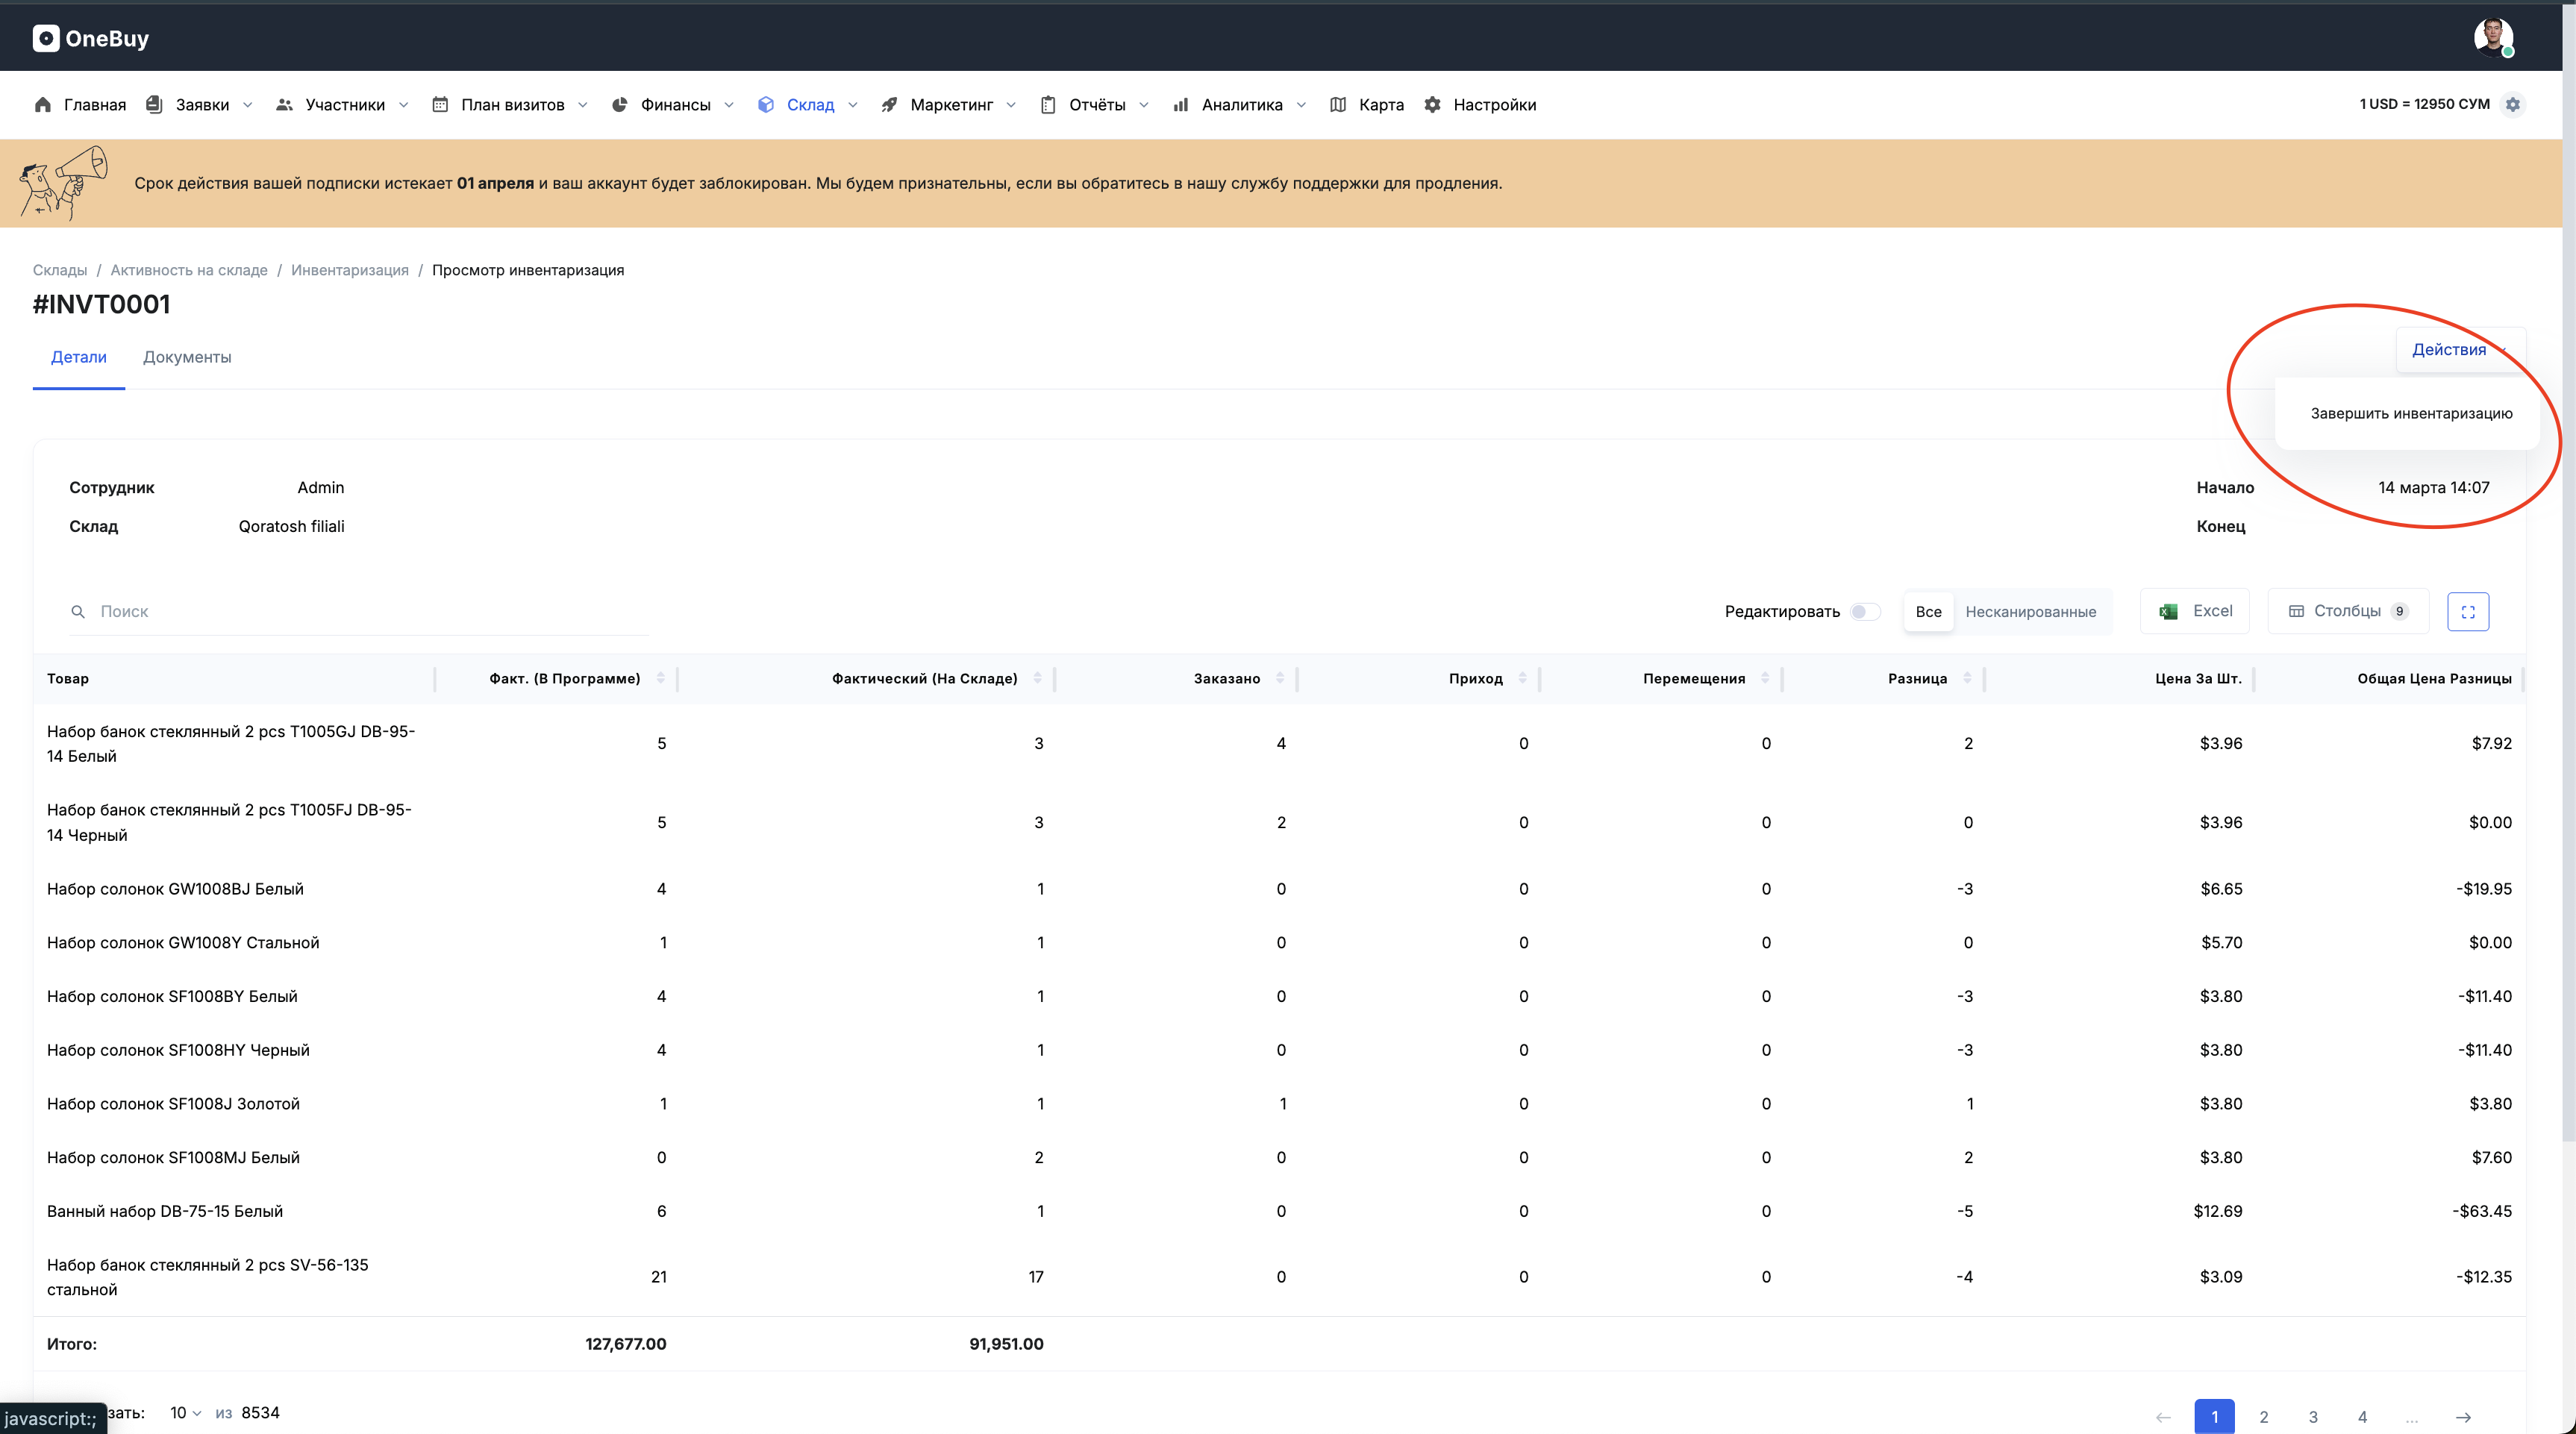 OneBuy
Главная Заявки Участники План визитов Финансы Склад Маркетинг Отчёты Аналитика Карта Настройки 1 USD = 12950 СУМ
Срок действия вашей подписки истекает 01 апреля и ваш аккаунт будет заблокирован. Мы будем признательны, если вы обратитесь в нашу службу поддержки для продления.
Склады / Активность на складе / Инвентаризация / Просмотр инвентаризация
#INVT0001
Детали Документы Действия
Завершить инвентаризацию
Сотрудник Admin Начало 14 марта 14:07
Склад Qoratosh filiali Конец
Поиск Редактировать Все Несканированные Excel Столбцы 9
Товар Факт. (В Программе) Фактический (На Складе) Заказано Приход Перемещения Разница Цена За Шт. Общая Цена Разницы
Набор банок стеклянный 2 pcs T1005GJ DB-95-
14 Белый 5 3 4 0 0 2 $3.96 $7.92
Набор банок стеклянный 2 pcs T1005FJ DB-95-
14 Черный 5 3 2 0 0 0 $3.96 $0.00
Набор солонок GW1008BJ Белый 4 1 0 0 0 -3 $6.65 -$19.95
Набор солонок GW1008Y Стальной 1 1 0 0 0 0 $5.70 $0.00
Набор солонок SF1008BY Белый 4 1 0 0 0 -3 $3.80 -$11.40
Набор солонок SF1008HY Черный 4 1 0 0 0 -3 $3.80 -$11.40
Набор солонок SF1008J Золотой 1 1 1 0 0 1 $3.80 $3.80
Набор солонок SF1008MJ Белый 0 2 0 0 0 2 $3.80 $7.60
Ванный набор DB-75-15 Белый 6 1 0 0 0 -5 $12.69 -$63.45
Набор банок стеклянный 2 pcs SV-56-135
стальной 21 17 0 0 0 -4 $3.09 -$12.35
Итого: 127,677.00 91,951.00
javascript:; зать: 10 из 8534 1 2 3 4 ...